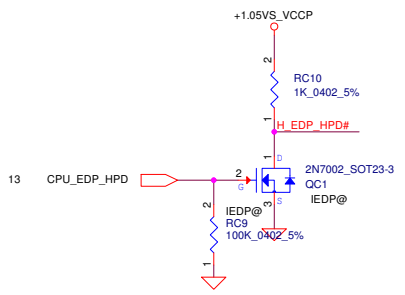 +1.05VS_VCCP
2
RC10
1K_0402_5%
1
H_EDP_HPD#
1
D
2N7002_SOT23-3
QC1
IEDP@
13
CPU_EDP_HPD
2
G
3
S
2
IEDP@
RC9
100K_0402_5%
1